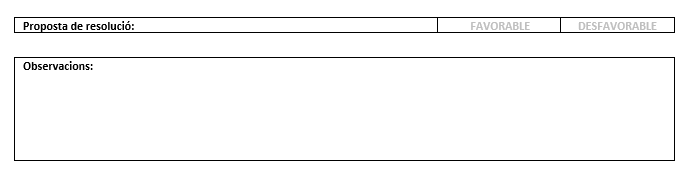 Proposta de resolució: FAVORABLE DESFAVORABLE
Observacions: